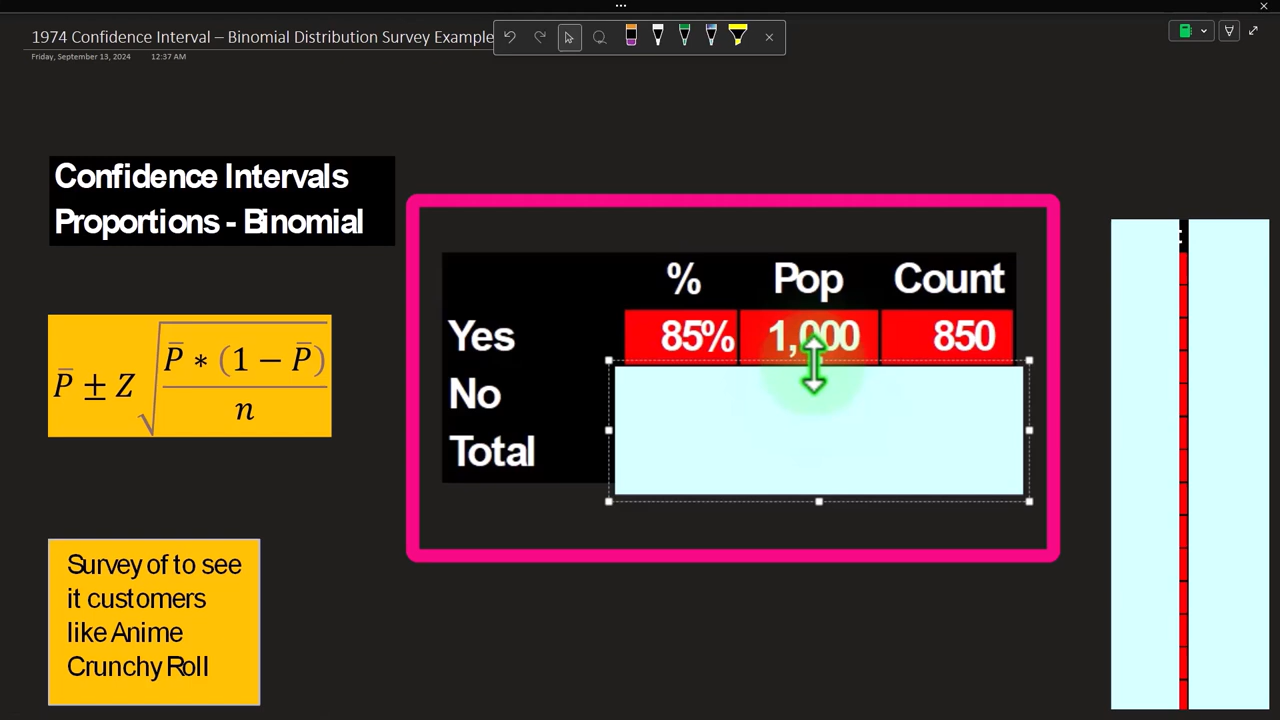 1974 Confidence Interval – Binomial Distribution Survey Exampl
Friday, September 13, 2024 12:37 AM
Confidence Intervals
Proportions - Binomial
% Pop Count
Yes 85% 1,000 850
No
Total
P̅ ± Z √(P̅ * (1 − P̅) / n)
Survey of to see
it customers
like Anime
Crunchy Roll